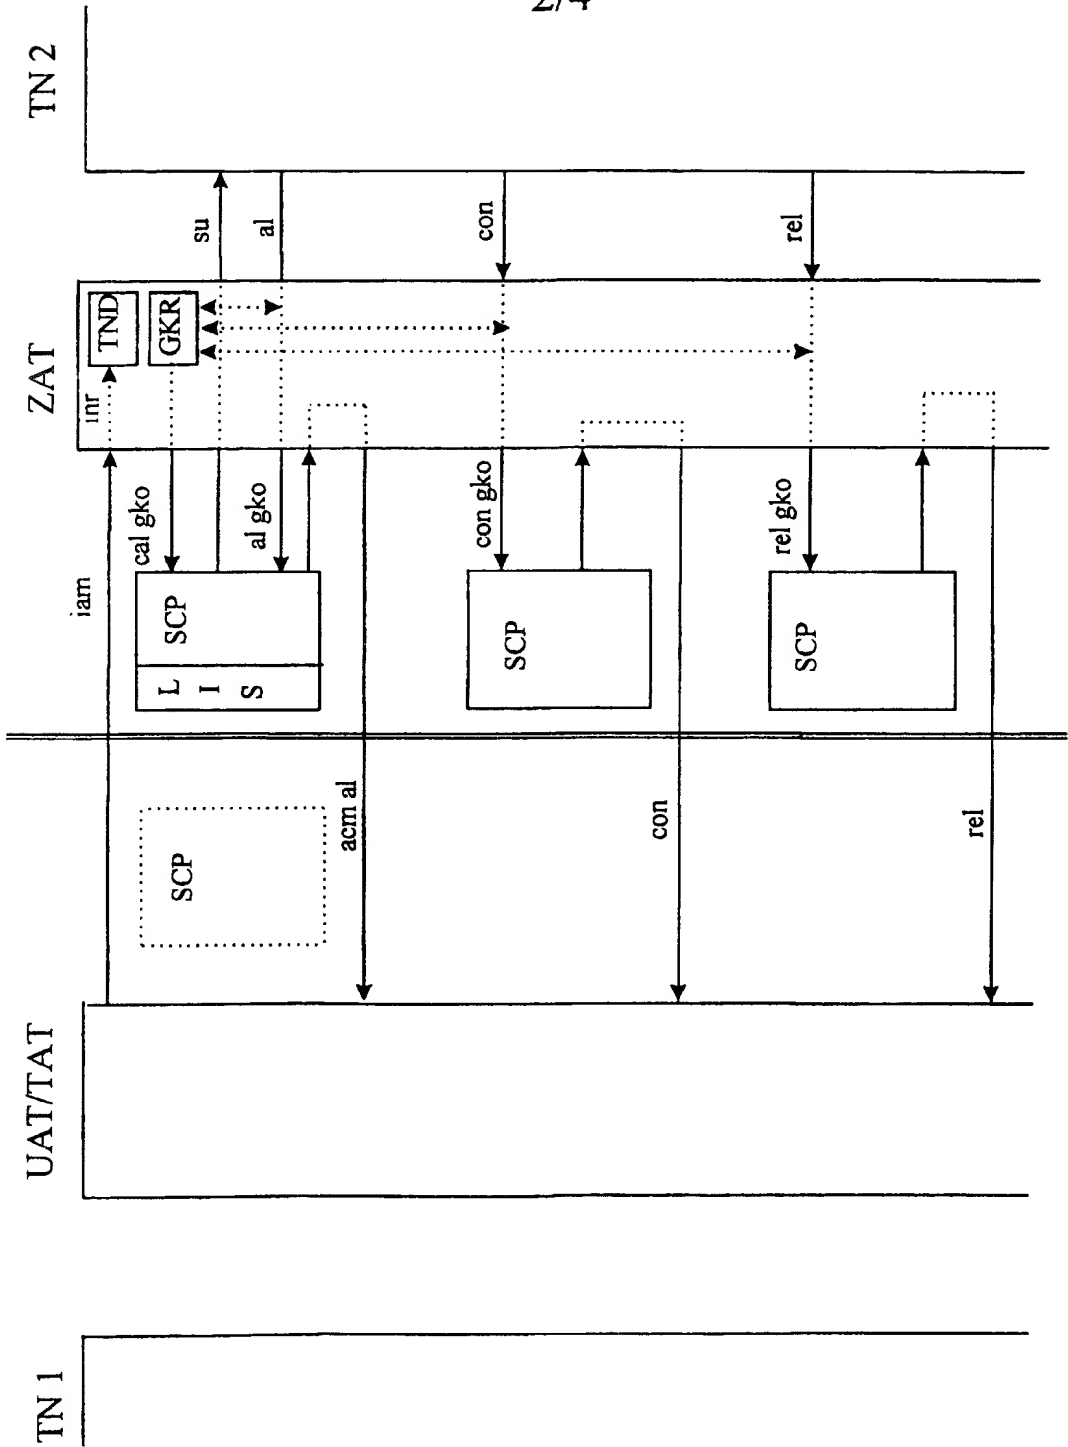 2/4
TN 1
UAT/TAT
ZAT
TN 2
iam
inr
TND
GKR
cal gko
su
al
al gko
L
I
S
SCP
SCP
acm al
con
con gko
SCP
con
rel
rel gko
SCP
rel